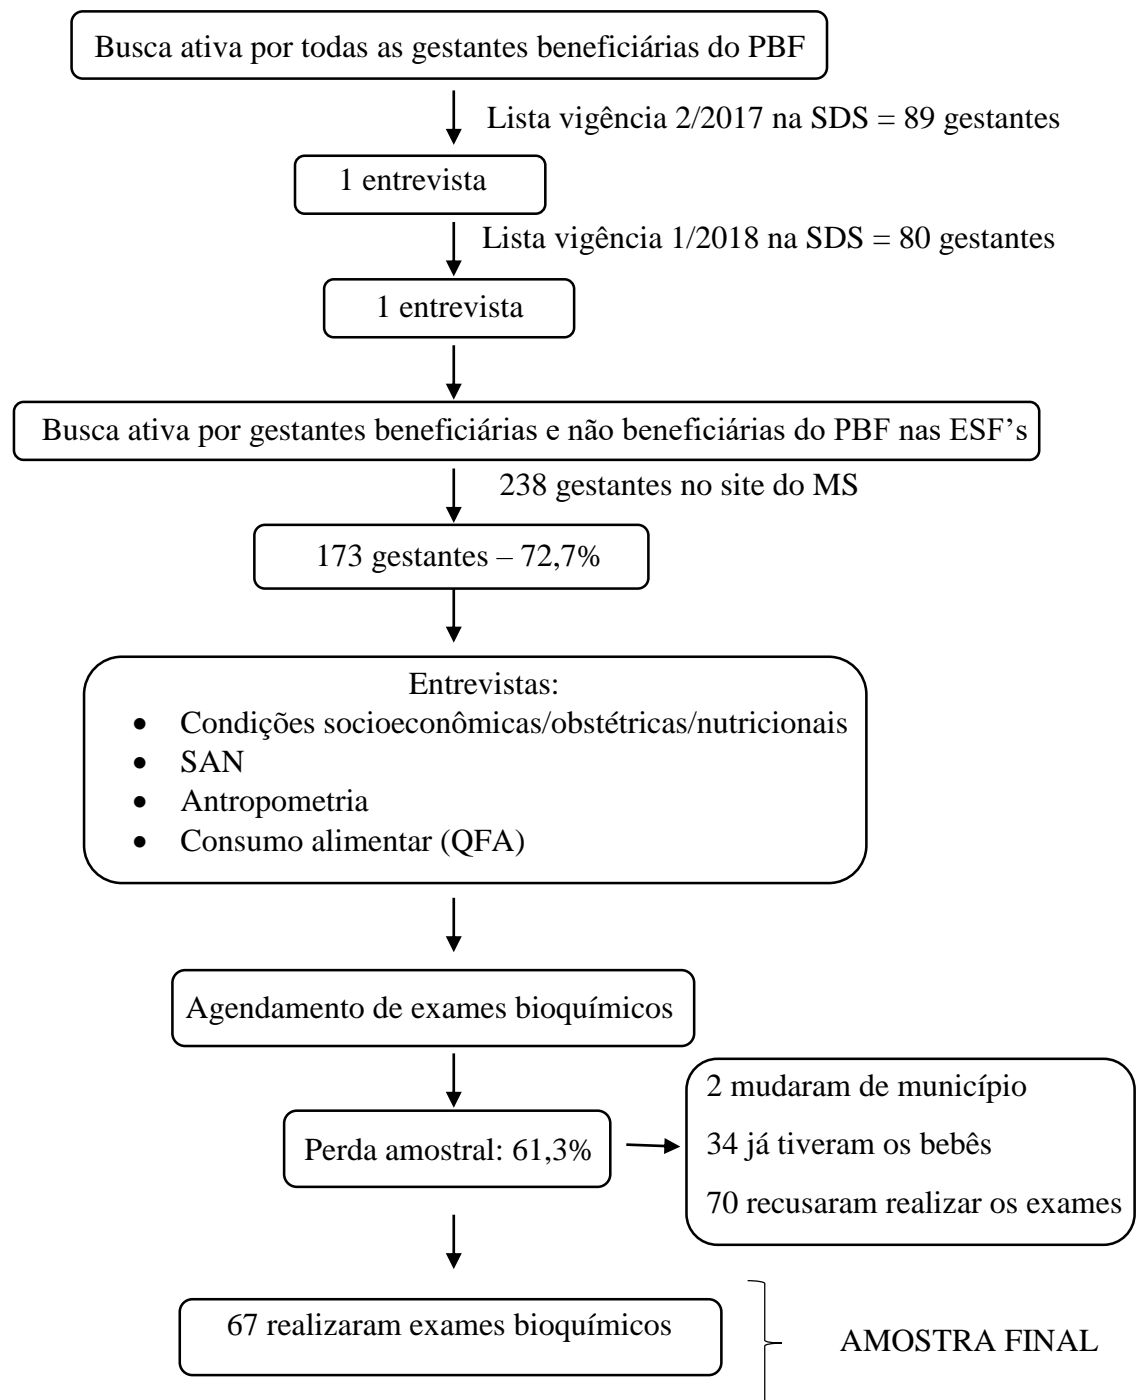 Busca ativa por todas as gestantes beneficiárias do PBF
Lista vigência 2/2017 na SDS = 89 gestantes
1 entrevista
Lista vigência 1/2018 na SDS = 80 gestantes
1 entrevista
Busca ativa por gestantes beneficiárias e não beneficiárias do PBF nas ESF’s
238 gestantes no site do MS
173 gestantes – 72,7%
Entrevistas:
• Condições socioeconômicas/obstétricas/nutricionais
• SAN
• Antropometria
• Consumo alimentar (QFA)
Agendamento de exames bioquímicos
Perda amostral: 61,3%
2 mudaram de município
34 já tiveram os bebês
70 recusaram realizar os exames
67 realizaram exames bioquímicos
AMOSTRA FINAL